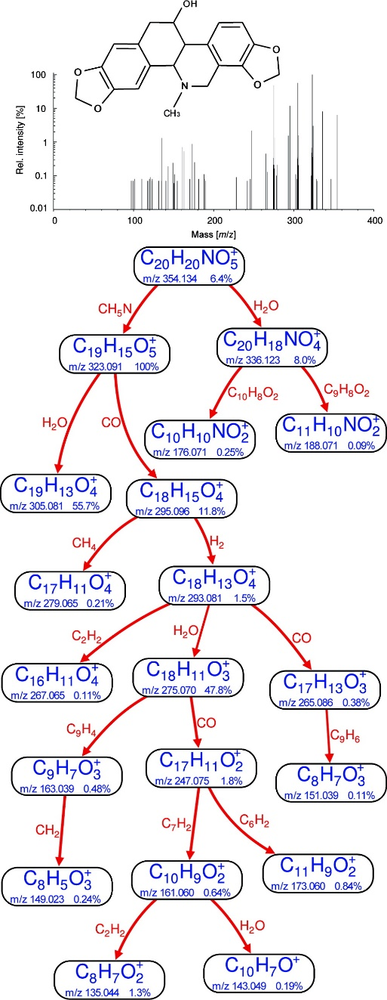 OH
O
O
O
O
N
CH₃
Rel. intensity [%]
100
10
1
0.1
0.01
0 100 200 300 400
Mass [m/z]
C₂₀H₂₀NO₅⁺
m/z 354.134 6.4%
CH₅N H₂O
C₁₉H₁₅O₅⁺
m/z 323.091 100%
C₂₀H₁₈NO₄⁺
m/z 336.123 8.0%
H₂O CO C₁₀H₈O₂ C₉H₈O₂
C₁₀H₁₀NO₂⁺
m/z 176.071 0.25%
C₁₁H₁₀NO₂⁺
m/z 188.071 0.09%
C₁₉H₁₃O₄⁺
m/z 305.081 55.7%
C₁₈H₁₅O₄⁺
m/z 295.096 11.8%
CH₄ H₂
C₁₇H₁₁O₄⁺
m/z 279.065 0.21%
C₁₈H₁₃O₄⁺
m/z 293.081 1.5%
C₂H₂ H₂O CO
C₁₆H₁₁O₄⁺
m/z 267.065 0.11%
C₁₈H₁₁O₃⁺
m/z 275.070 47.8%
C₁₇H₁₃O₃⁺
m/z 265.086 0.38%
C₉H₄ CO C₉H₆
C₉H₇O₃⁺
m/z 163.039 0.48%
C₁₇H₁₁O₂⁺
m/z 247.075 1.8%
C₈H₇O₃⁺
m/z 151.039 0.11%
CH₂ C₇H₂ C₆H₂
C₈H₅O₃⁺
m/z 149.023 0.24%
C₁₀H₉O₂⁺
m/z 161.060 0.64%
C₁₁H₉O₂⁺
m/z 173.060 0.84%
C₂H₂ H₂O
C₈H₇O₂⁺
m/z 135.044 1.3%
C₁₀H₇O⁺
m/z 143.049 0.19%